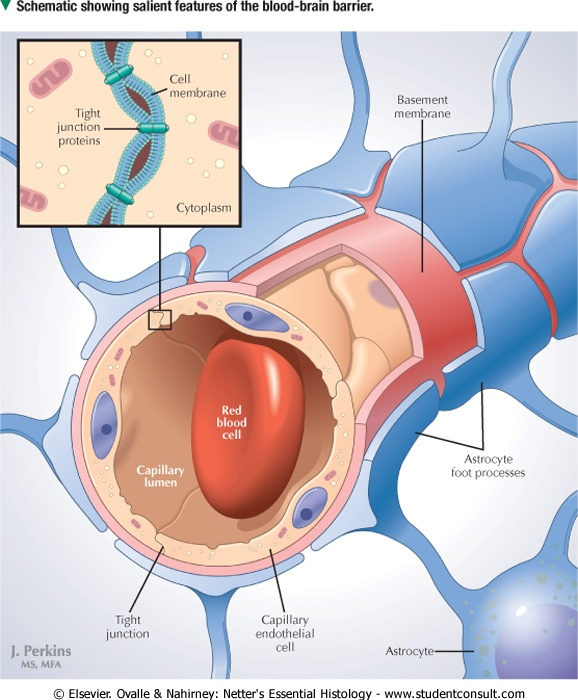 ▼ Schematic showing salient features of the blood-brain barrier.
Cell
membrane
Tight
junction
proteins
Cytoplasm
Basement
membrane
Red
blood
cell
Capillary
lumen
Astrocyte
foot processes
Tight
junction
Capillary
endothelial
cell
Astrocyte
J. Perkins
MS, MFA
© Elsevier. Ovalle & Nahirney: Netter's Essential Histology - www.studentconsult.com